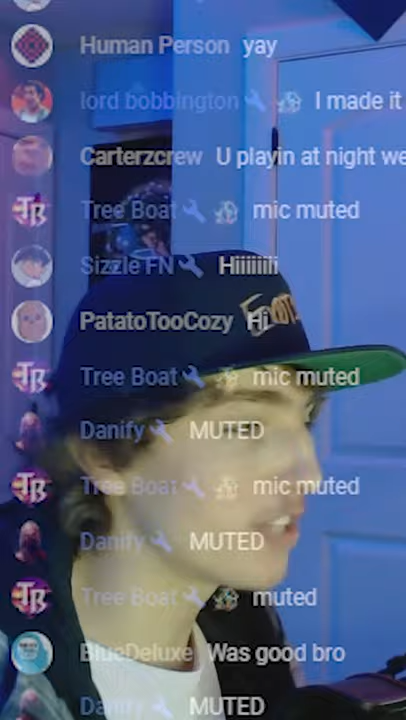 Human Person yay
lord bobbington I made it
Carterzcrew U playin at night we
Tree Boat mic muted
Sizzle FN Hiiiiiiii
PatatoTooCozy Hi
Tree Boat mic muted
Danify MUTED
Tree Boat mic muted
Danify MUTED
Tree Boat muted
BlueDeluxe Was good bro
Danify MUTED